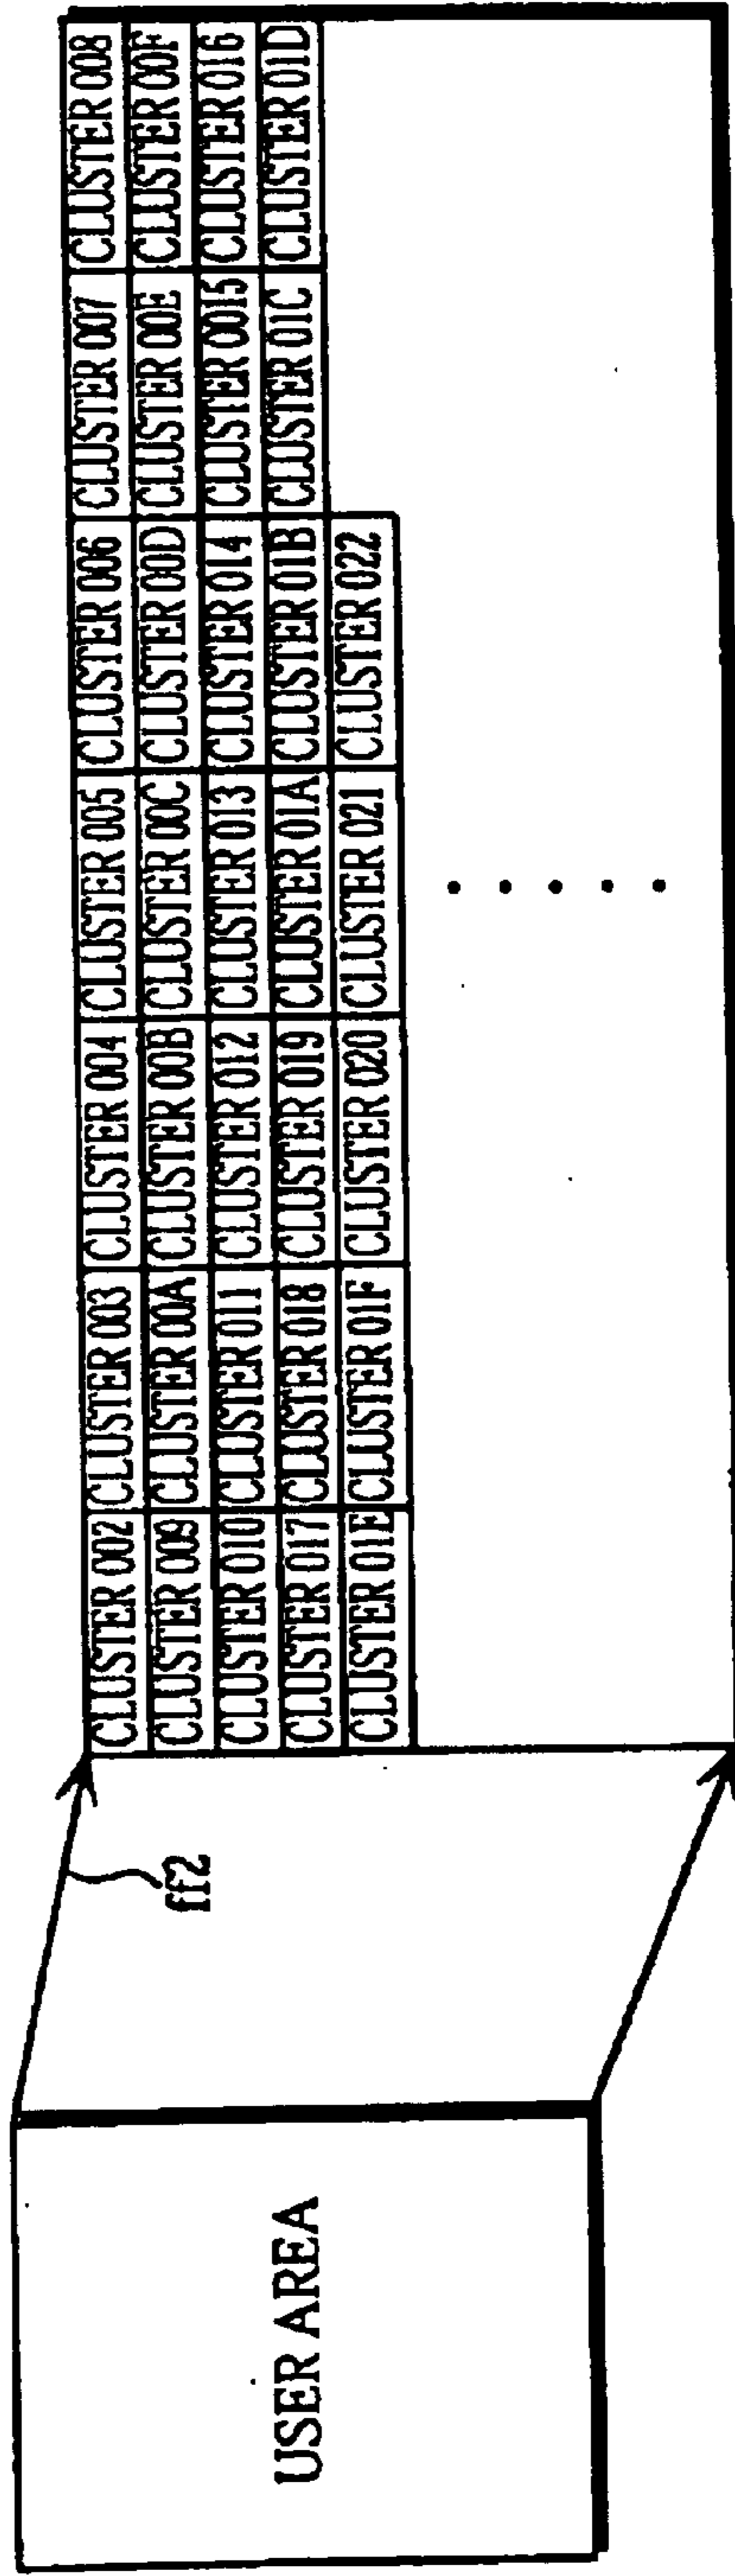 USER AREA
ff2
CLUSTER 002 CLUSTER 003 CLUSTER 004 CLUSTER 005 CLUSTER 006 CLUSTER 007 CLUSTER 008
CLUSTER 009 CLUSTER 00A CLUSTER 00B CLUSTER 00C CLUSTER 00D CLUSTER 00E CLUSTER 00F
CLUSTER 010 CLUSTER 011 CLUSTER 012 CLUSTER 013 CLUSTER 014 CLUSTER 0015 CLUSTER 016
CLUSTER 017 CLUSTER 018 CLUSTER 019 CLUSTER 01A CLUSTER 01B CLUSTER 01C CLUSTER 01D
CLUSTER 01E CLUSTER 01F CLUSTER 020 CLUSTER 021 CLUSTER 022